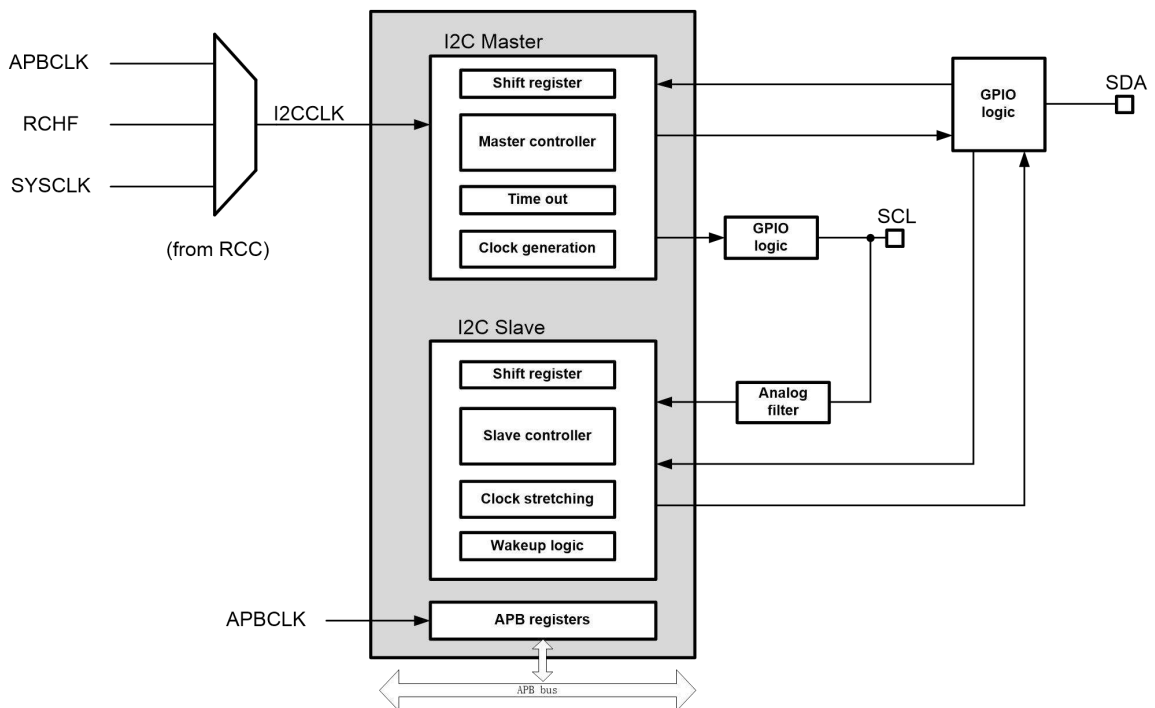 I2C Master
APBCLK
RCHF
SYSCLK
I2CCLK
(from RCC)
Shift register
Master controller
Time out
Clock generation
GPIO
logic
SDA
GPIO
logic
SCL
I2C Slave
Shift register
Slave controller
Clock stretching
Wakeup logic
Analog
filter
APBCLK
APB registers
APB bus